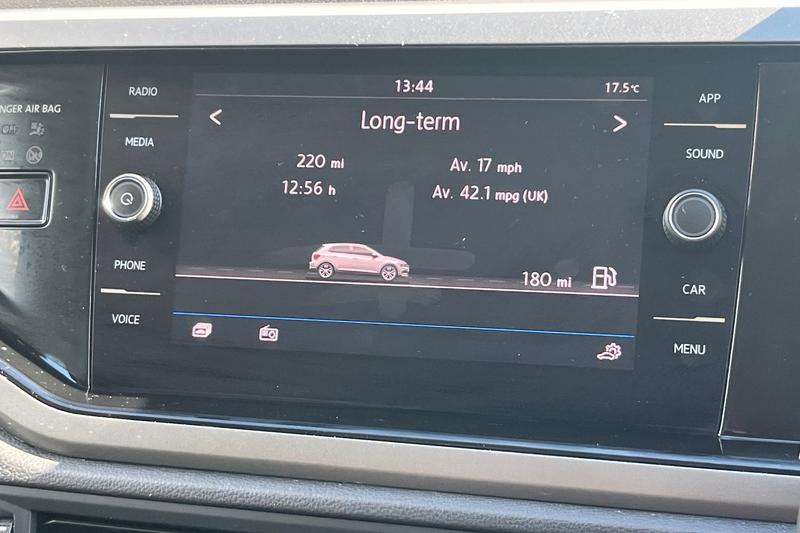 NGER AIR BAG
RADIO
MEDIA
PHONE
VOICE
13:44
17.5°C
Long-term
220 mi
Av. 17 mph
12:56 h
Av. 42.1 mpg (UK)
180 mi
APP
SOUND
CAR
MENU